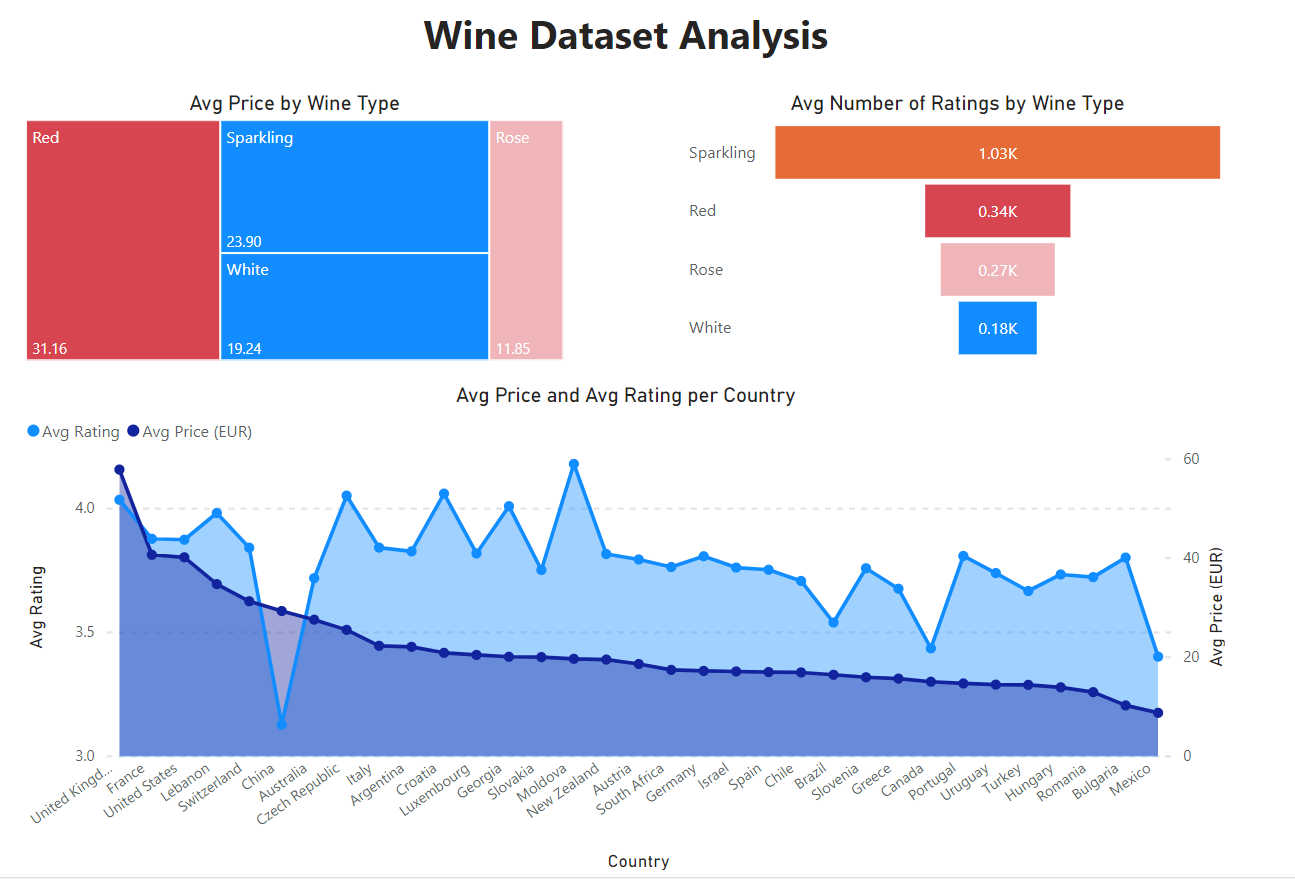 Wine Dataset Analysis
Avg Price by Wine Type
Red
31.16
Sparkling
23.90
White
19.24
Rose
11.85
Avg Number of Ratings by Wine Type
Sparkling
1.03K
Red
0.34K
Rose
0.27K
White
0.18K
Avg Price and Avg Rating per Country
Avg Rating
Avg Price (EUR)
Avg Rating
4.0
3.5
3.0
60
40
20
0
Avg Price (EUR)
United Kingd...
France
United States
Lebanon
Switzerland
China
Australia
Czech Republic
Italy
Argentina
Croatia
Luxembourg
Georgia
Slovakia
Moldova
New Zealand
Austria
South Africa
Germany
Israel
Spain
Chile
Brazil
Slovenia
Greece
Canada
Portugal
Uruguay
Turkey
Hungary
Romania
Bulgaria
Mexico
Country